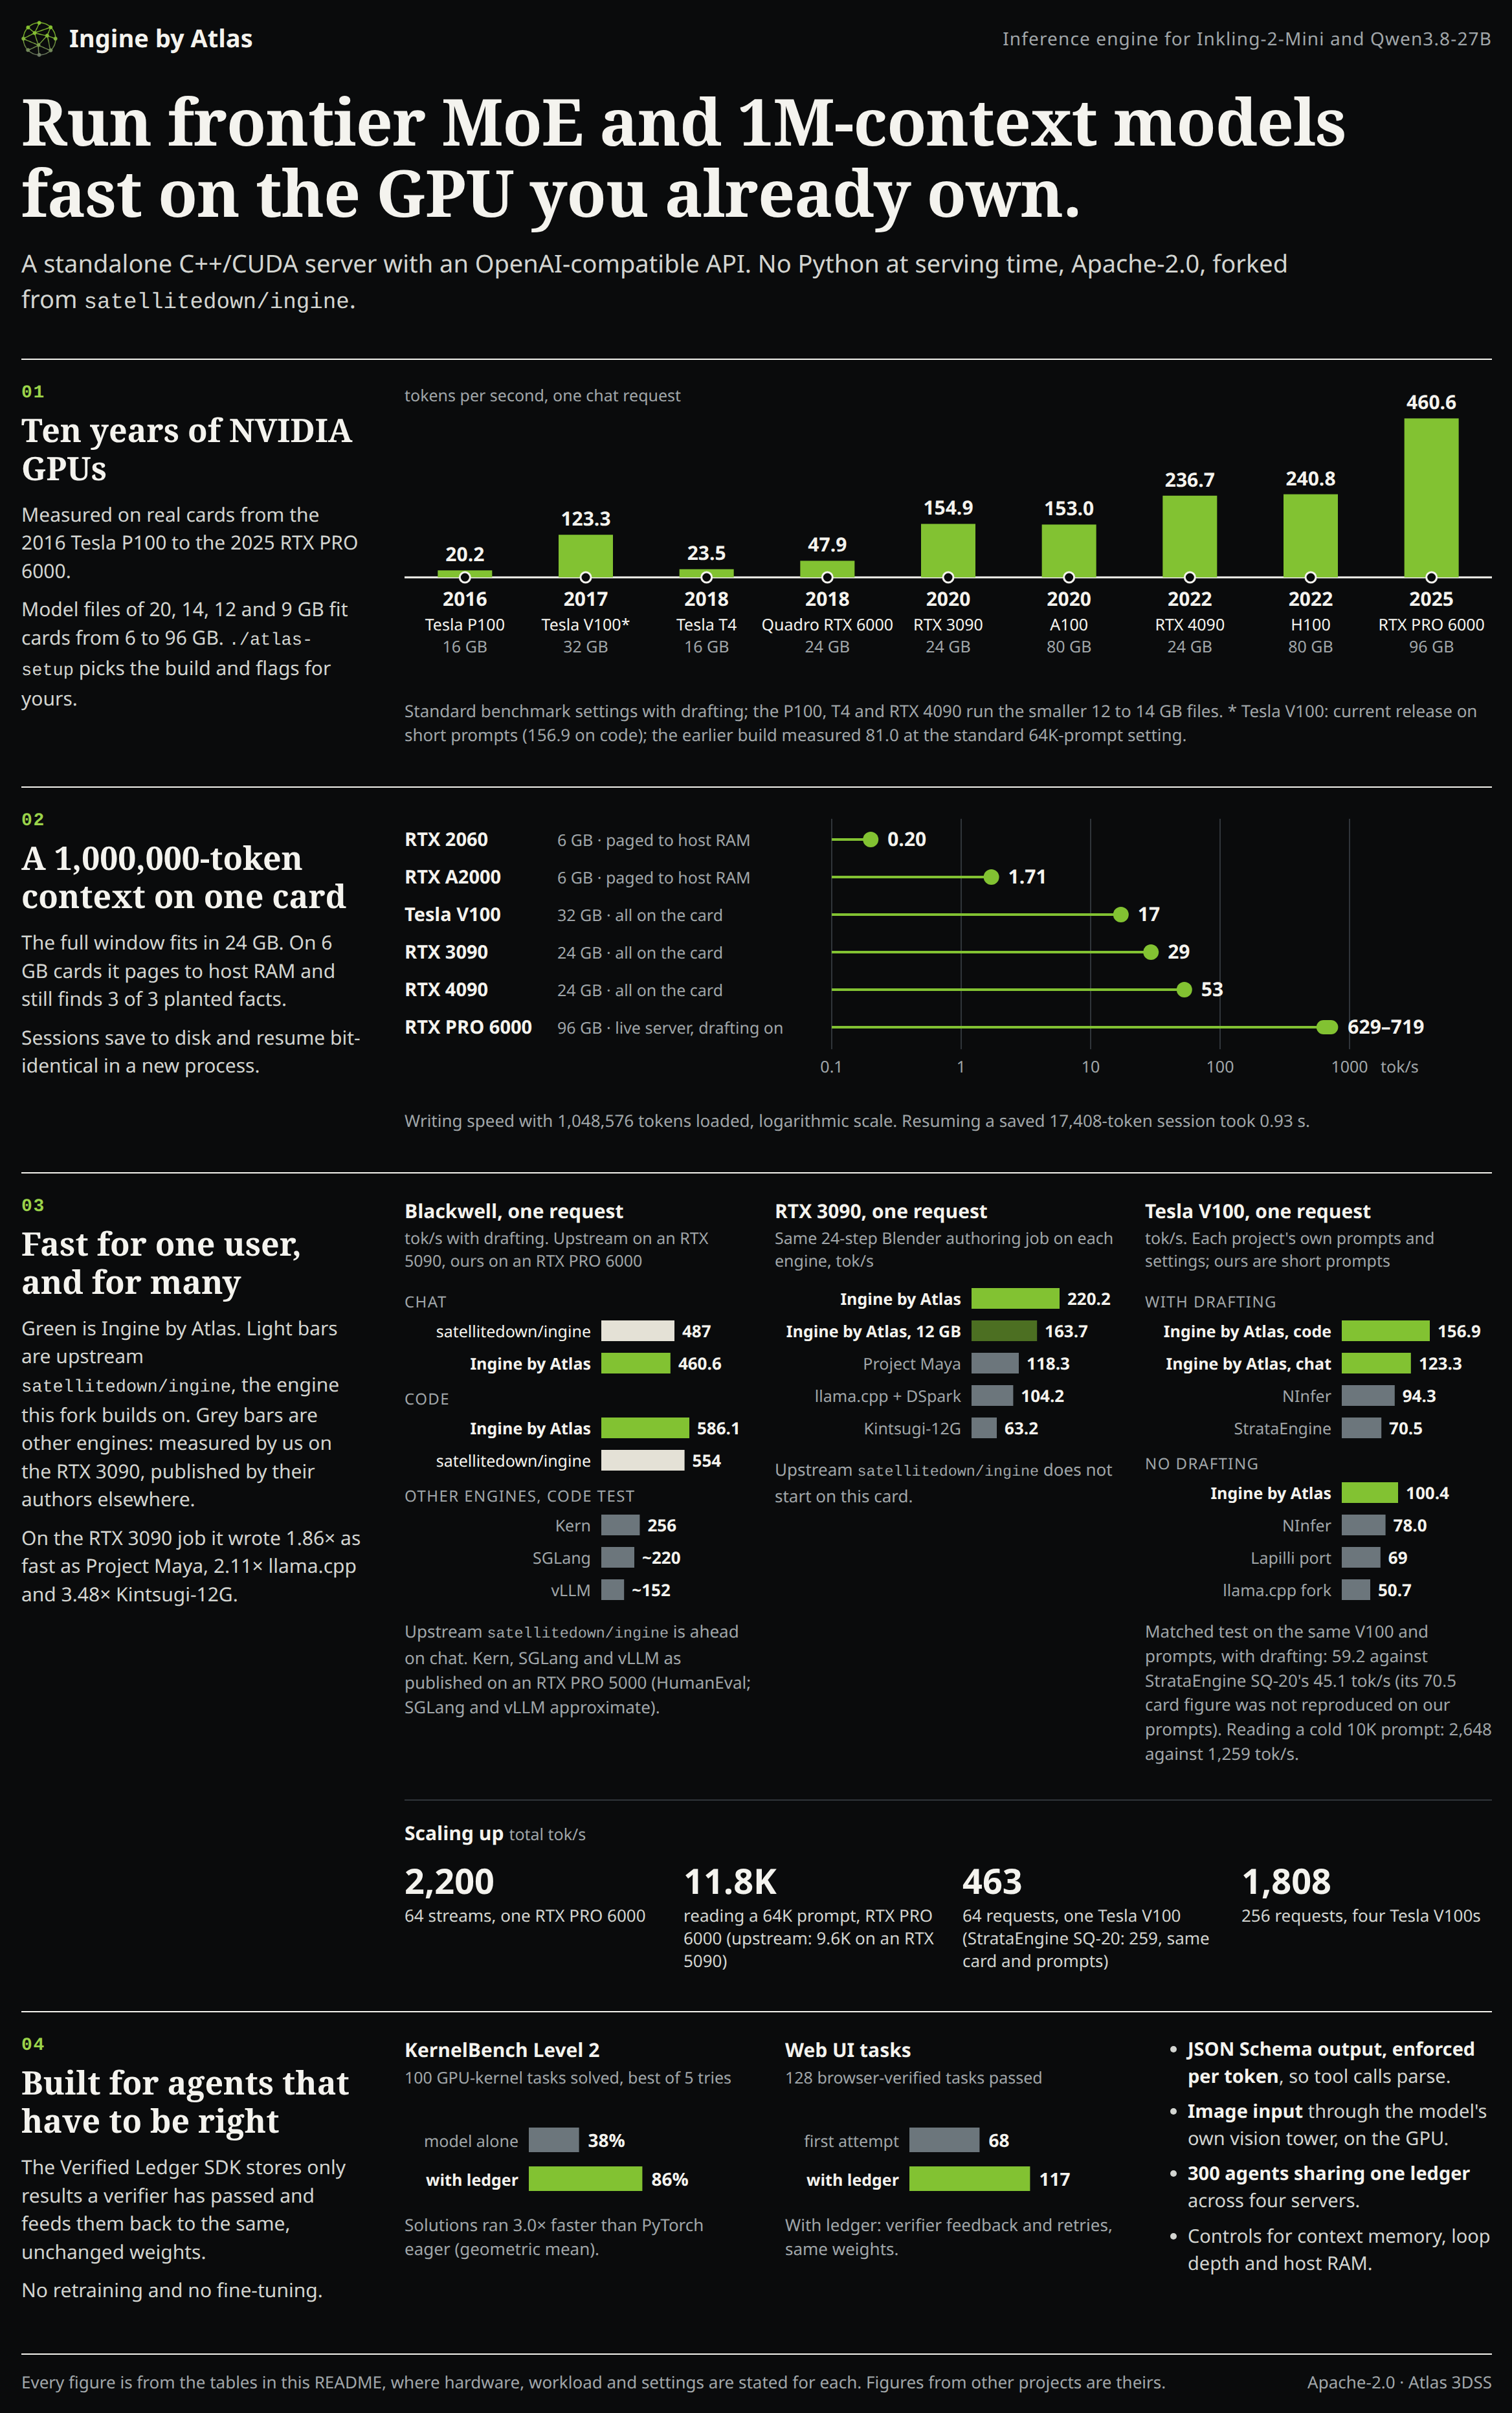 Ingine by Atlas
Inference engine for Inkling-2-Mini and Qwen3.8-27B
Run frontier MoE and 1M-context models
fast on the GPU you already own.
A standalone C++/CUDA server with an OpenAI-compatible API. No Python at serving time, Apache-2.0, forked
from satellitedown/ingine.
01
Ten years of NVIDIA
GPUs
Measured on real cards from the
2016 Tesla P100 to the 2025 RTX PRO
6000.
Model files of 20, 14, 12 and 9 GB fit
cards from 6 to 96 GB. ./atlas-
setup picks the build and flags for
yours.
tokens per second, one chat request
20.2
123.3
23.5
47.9
154.9
153.0
236.7
240.8
460.6
2016
2017
2018
2018
2020
2020
2022
2022
2025
Tesla P100
Tesla V100*
Tesla T4
Quadro RTX 6000
RTX 3090
A100
RTX 4090
H100
RTX PRO 6000
16 GB
32 GB
16 GB
24 GB
24 GB
80 GB
24 GB
80 GB
96 GB
Standard benchmark settings with drafting; the P100, T4 and RTX 4090 run the smaller 12 to 14 GB files. * Tesla V100: current release on
short prompts (156.9 on code); the earlier build measured 81.0 at the standard 64K-prompt setting.
02
A 1,000,000-token
context on one card
The full window fits in 24 GB. On 6
GB cards it pages to host RAM and
still finds 3 of 3 planted facts.
Sessions save to disk and resume bit-
identical in a new process.
RTX 2060 6 GB · paged to host RAM 0.20
RTX A2000 6 GB · paged to host RAM 1.71
Tesla V100 32 GB · all on the card 17
RTX 3090 24 GB · all on the card 29
RTX 4090 24 GB · all on the card 53
RTX PRO 6000 96 GB · live server, drafting on 629–719
0.1 1 10 100 1000 tok/s
Writing speed with 1,048,576 tokens loaded, logarithmic scale. Resuming a saved 17,408-token session took 0.93 s.
03
Fast for one user,
and for many
Green is Ingine by Atlas. Light bars
are upstream
satellitedown/ingine, the engine
this fork builds on. Grey bars are
other engines: measured by us on
the RTX 3090, published by their
authors elsewhere.
On the RTX 3090 job it wrote 1.86× as
fast as Project Maya, 2.11× llama.cpp
and 3.48× Kintsugi-12G.
Blackwell, one request
tok/s with drafting. Upstream on an RTX
5090, ours on an RTX PRO 6000
CHAT
satellitedown/ingine 487
Ingine by Atlas 460.6
CODE
Ingine by Atlas 586.1
satellitedown/ingine 554
OTHER ENGINES, CODE TEST
Kern 256
SGLang ~220
vLLM ~152
Upstream satellitedown/ingine is ahead
on chat. Kern, SGLang and vLLM as
published on an RTX PRO 5000 (HumanEval;
SGLang and vLLM approximate).
RTX 3090, one request
Same 24-step Blender authoring job on each
engine, tok/s
Ingine by Atlas 220.2
Ingine by Atlas, 12 GB 163.7
Project Maya 118.3
llama.cpp + DSpark 104.2
Kintsugi-12G 63.2
Upstream satellitedown/ingine does not
start on this card.
Tesla V100, one request
tok/s. Each project's own prompts and
settings; ours are short prompts
WITH DRAFTING
Ingine by Atlas, code 156.9
Ingine by Atlas, chat 123.3
NInfer 94.3
StrataEngine 70.5
NO DRAFTING
Ingine by Atlas 100.4
NInfer 78.0
Lapilli port 69
llama.cpp fork 50.7
Matched test on the same V100 and
prompts, with drafting: 59.2 against
StrataEngine SQ-20's 45.1 tok/s (its 70.5
card figure was not reproduced on our
prompts). Reading a cold 10K prompt: 2,648
against 1,259 tok/s.
Scaling up total tok/s
2,200
64 streams, one RTX PRO 6000
11.8K
reading a 64K prompt, RTX PRO
6000 (upstream: 9.6K on an RTX
5090)
463
64 requests, one Tesla V100
(StrataEngine SQ-20: 259, same
card and prompts)
1,808
256 requests, four Tesla V100s
04
Built for agents that
have to be right
The Verified Ledger SDK stores only
results a verifier has passed and
feeds them back to the same,
unchanged weights.
No retraining and no fine-tuning.
KernelBench Level 2
100 GPU-kernel tasks solved, best of 5 tries
model alone 38%
with ledger 86%
Solutions ran 3.0× faster than PyTorch
eager (geometric mean).
Web UI tasks
128 browser-verified tasks passed
first attempt 68
with ledger 117
With ledger: verifier feedback and retries,
same weights.
• JSON Schema output, enforced
per token, so tool calls parse.
• Image input through the model's
own vision tower, on the GPU.
• 300 agents sharing one ledger
across four servers.
• Controls for context memory, loop
depth and host RAM.
Every figure is from the tables in this README, where hardware, workload and settings are stated for each. Figures from other projects are theirs.
Apache-2.0 · Atlas 3DSS